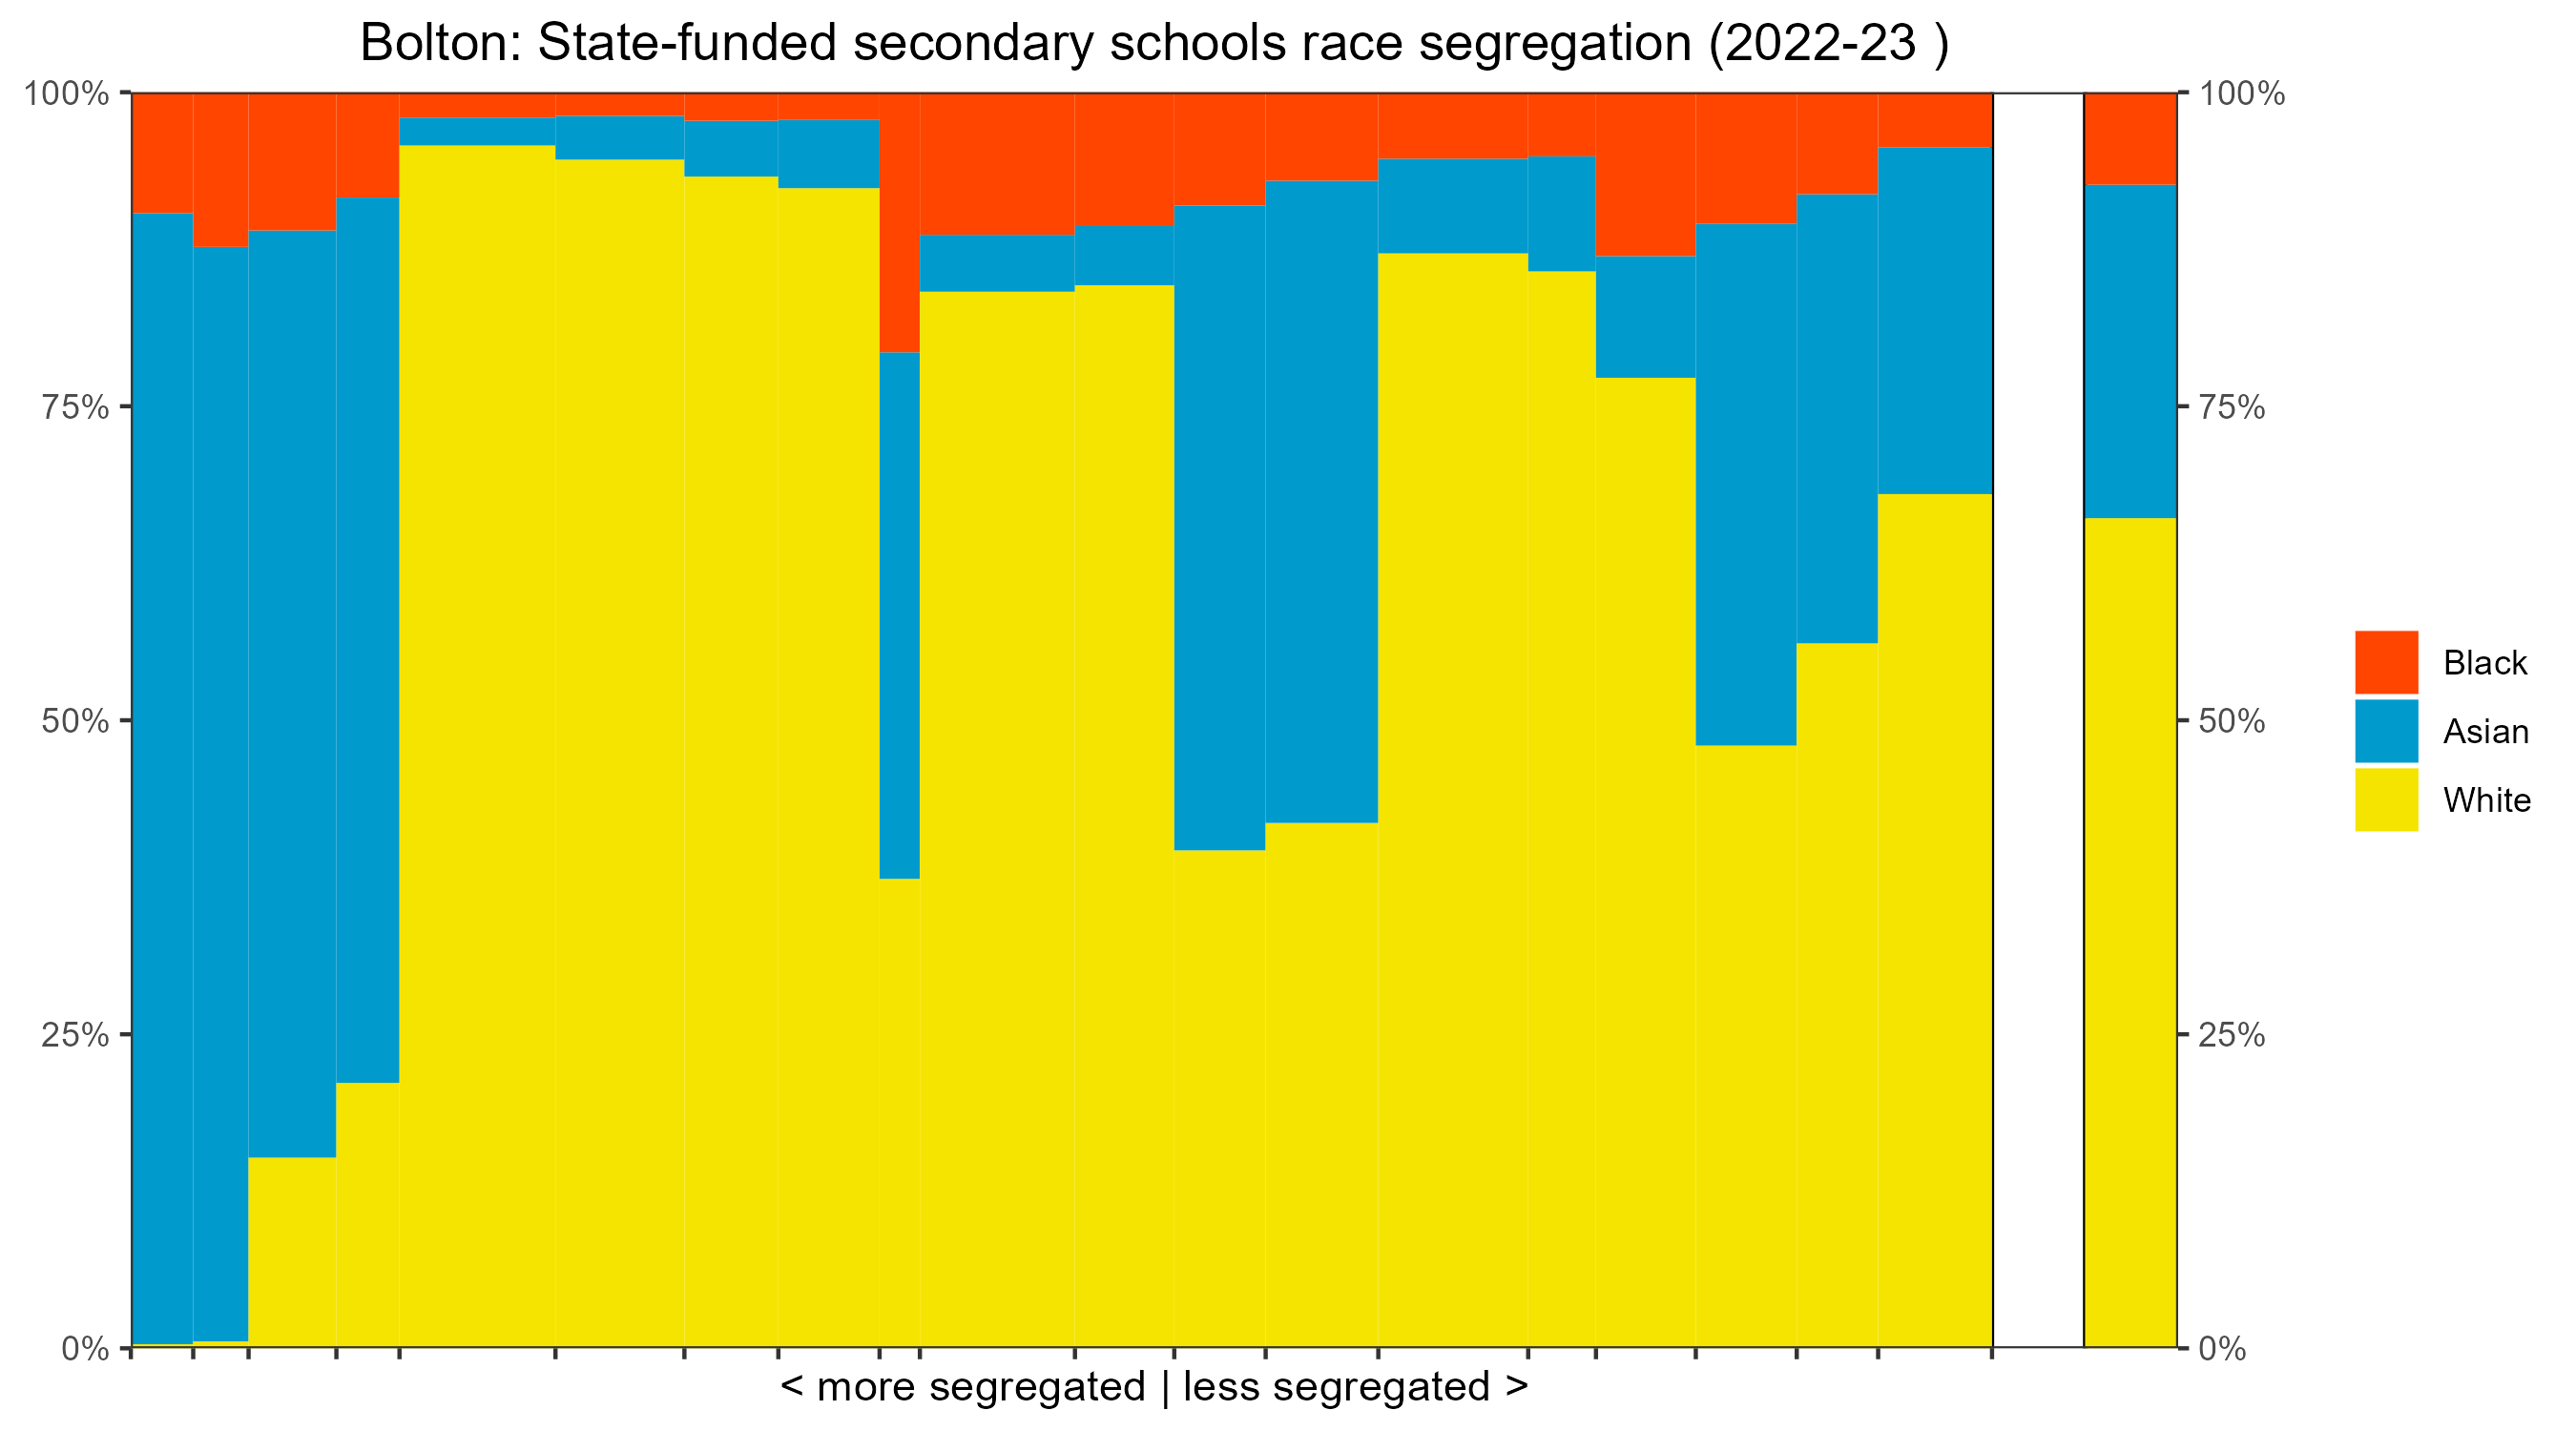 Bolton: State-funded secondary schools race segregation (2022-23 )
100%
100%
75%
75%
50%
50%
25%
25%
0%
0%
Black
Asian
White
< more segregated | less segregated >